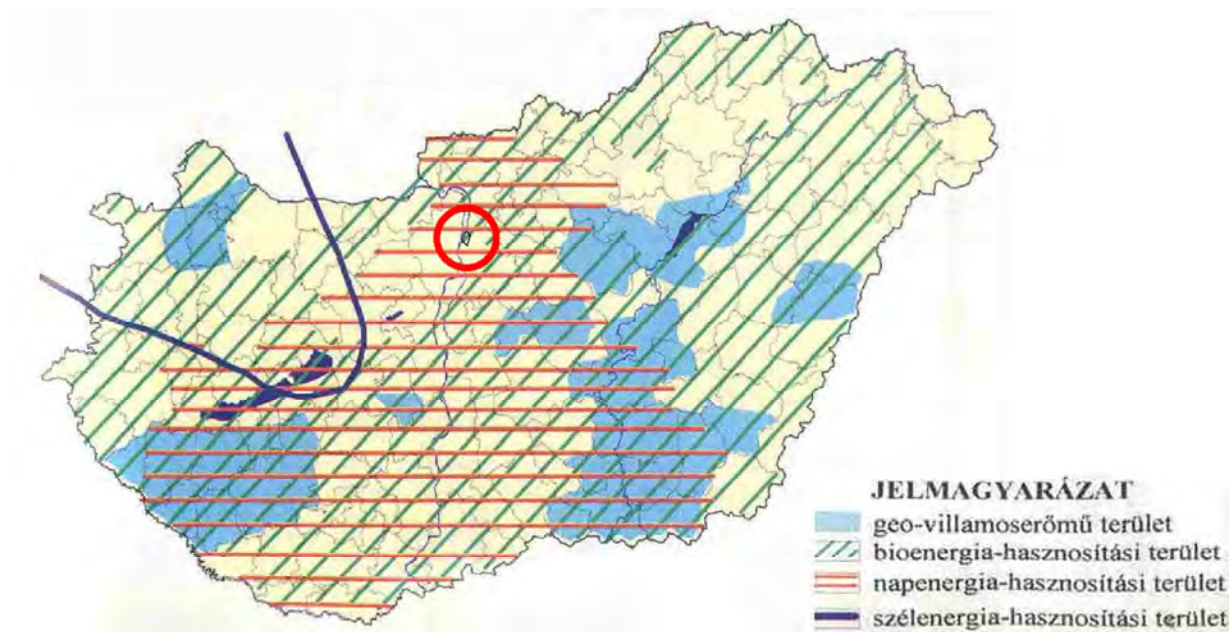 JELMAGYARÁZAT
geo-villamoserőmű terület
bioenergia-hasznosítási terület
napenergia-hasznosítási terület
szélenergia-hasznosítási terület